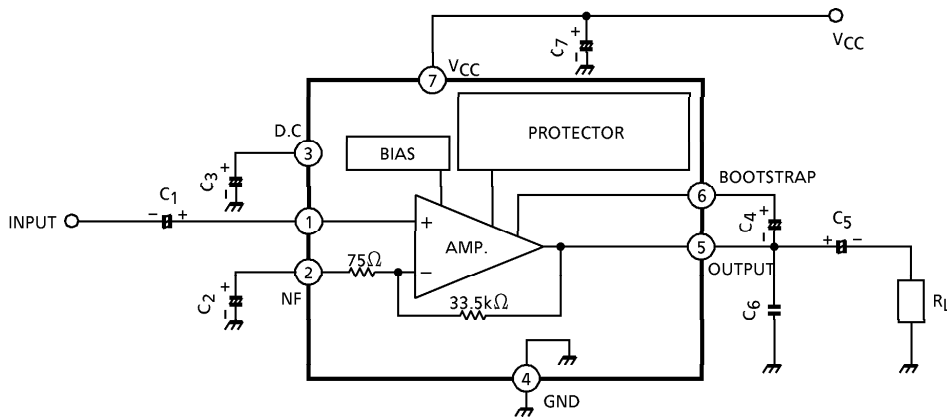 C7
+
-
VCC
7
VCC
D.C
3
C3
+
-
BIAS
PROTECTOR
6
BOOTSTRAP
C4
+
-
INPUT
C1
-
+
1
+
AMP.
5
OUTPUT
C5
+
-
2
NF
75Ω
-
C2
+
-
33.5kΩ
C6
RL
4
GND